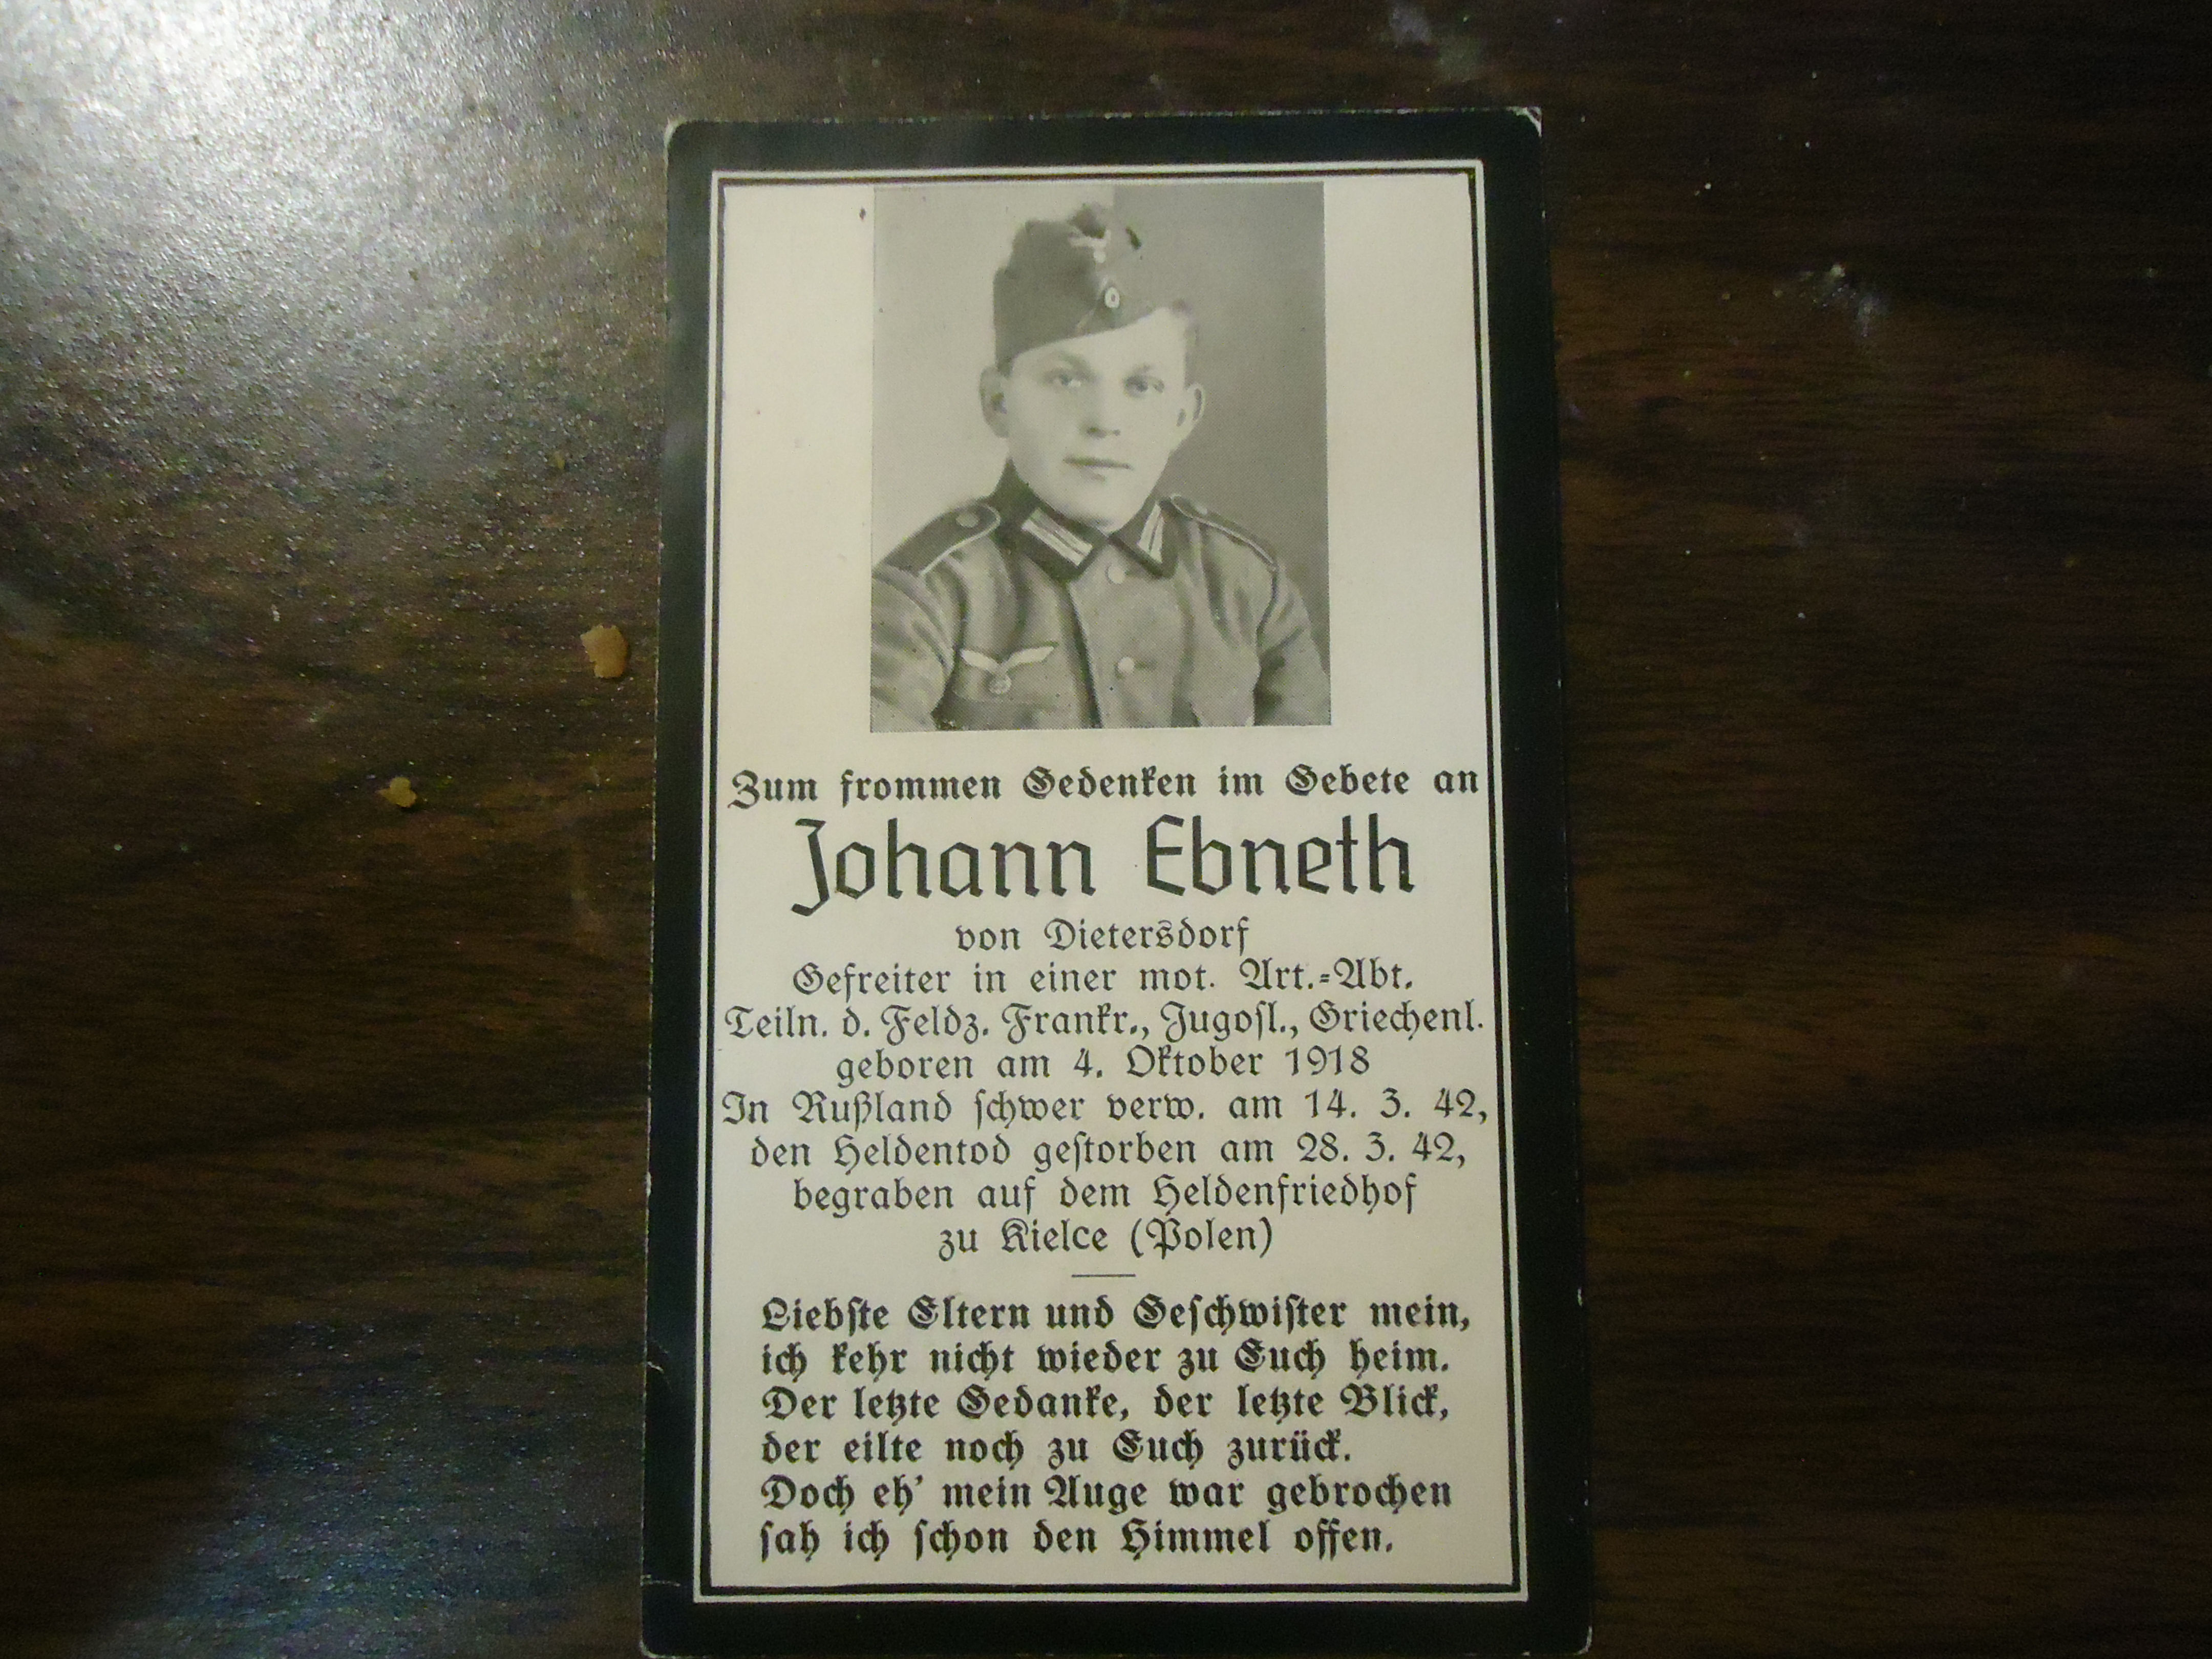 Zum frommen Gedenken im Gebete an
Johann Ebneth
von Dietersdorf
Gefreiter in einer mot. Art.-Abt.
Teiln. d. Feldz. Frankr., Jugosl., Griechenl.
geboren am 4. Oktober 1918
In Rußland schwer verw. am 14. 3. 42,
den Heldentod gestorben am 28. 3. 42,
begraben auf dem Heldenfriedhof
zu Kielce (Polen)
Liebste Eltern und Geschwister mein,
ich kehr nicht wieder zu Euch heim.
Der letzte Gedanke, der letzte Blick,
der eilte noch zu Euch zurück.
Doch eh' mein Auge war gebrochen
sah ich schon den Himmel offen.